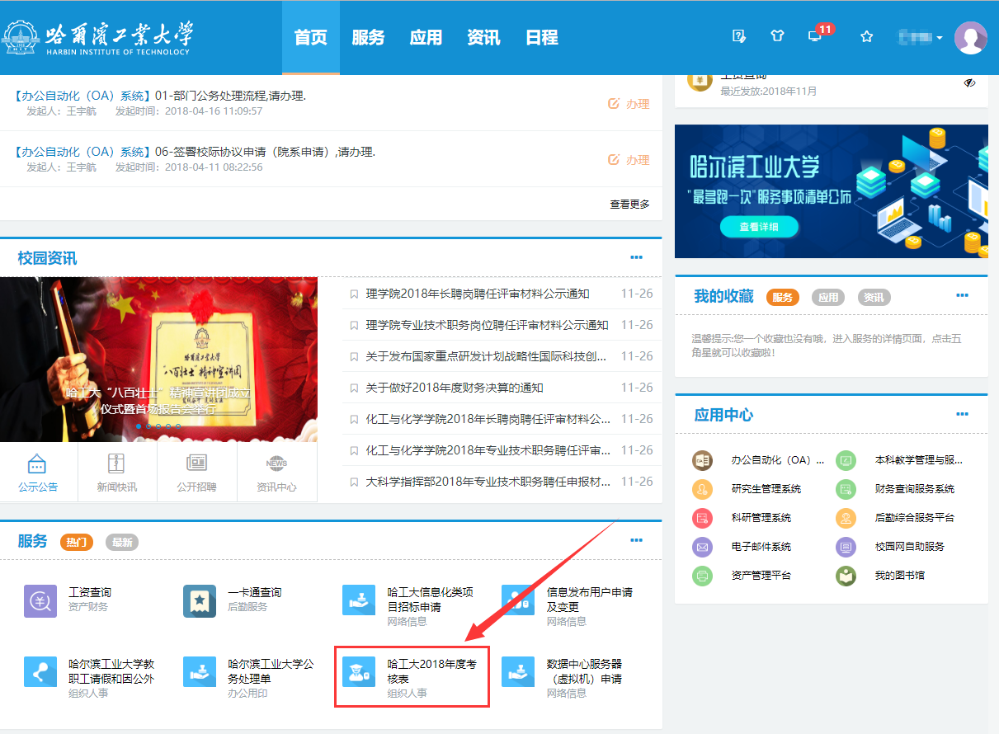 哈爾濱工業大學
HARBIN INSTITUTE OF TECHNOLOGY
首页
服务
应用
资讯
日程
11
【办公自动化（OA）系统】01-部门公务处理流程,请办理.
发起人：王宇航 发起时间：2018-04-16 11:09:57
办理
【办公自动化（OA）系统】06-签署校际协议申请（院系申请）,请办理.
发起人：王宇航 发起时间：2018-04-11 08:22:56
办理
查看更多
最近发放:2018年11月
哈尔滨工业大学
"最多跑一次"服务事项清单公布
查看详细
校园资讯
哈爾濱工業大學
"八百壮士"精神宣讲团
哈工大“八百壮士”精神宣讲团成立
仪式暨首场报告会举行
公示公告
新闻快讯
公开招聘
NEWS
资讯中心
理学院2018年长聘岗聘任评审材料公示通知 11-26
理学院专业技术职务岗位聘任评审材料公示通知 11-26
关于发布国家重点研发计划战略性国际科技创... 11-26
关于做好2018年度财务决算的通知 11-26
化工与化学学院2018年长聘岗聘任评审材料公... 11-26
化工与化学学院2018年专业技术职务聘任评审... 11-26
大科学指挥部2018年专业技术职务聘任申报材... 11-26
我的收藏
服务
应用
资讯
温馨提示:您一个收藏也没有哦，进入服务的详情页面，点击五
角星就可以收藏啦!
应用中心
OA
办公自动化（OA）...
本科教学管理与服...
研究生管理系统
财务查询服务系统
科研管理系统
后勤综合服务平台
电子邮件系统
校园网自助服务
资产管理平台
我的图书馆
服务
热门
最新
工资查询
资产财务
一卡通查询
后勤服务
哈工大信息化类项
目招标申请
网络信息
信息发布用户申请
及变更
网络信息
哈尔滨工业大学教
职工请假和因公外
组织人事
哈尔滨工业大学公
务处理单
办公用印
哈工大2018年度考
核表
组织人事
数据中心服务器
（虚拟机）申请
网络信息